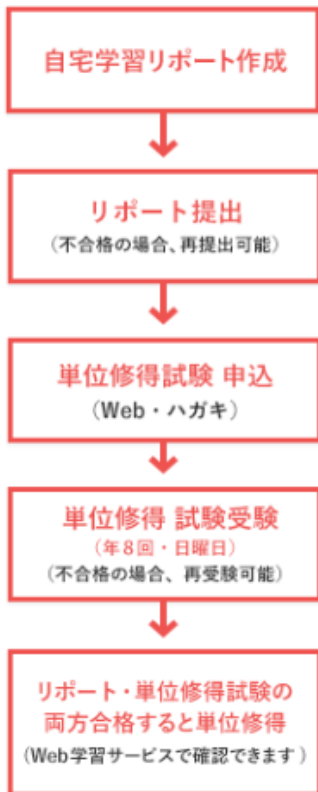 自宅学習リポート作成
リポート提出
（不合格の場合、再提出可能）
単位修得試験 申込
（Web・ハガキ）
単位修得 試験受験
（年8回・日曜日）
（不合格の場合、再受験可能）
リポート・単位修得試験の
両方合格すると単位修得
（Web学習サービスで確認できます）